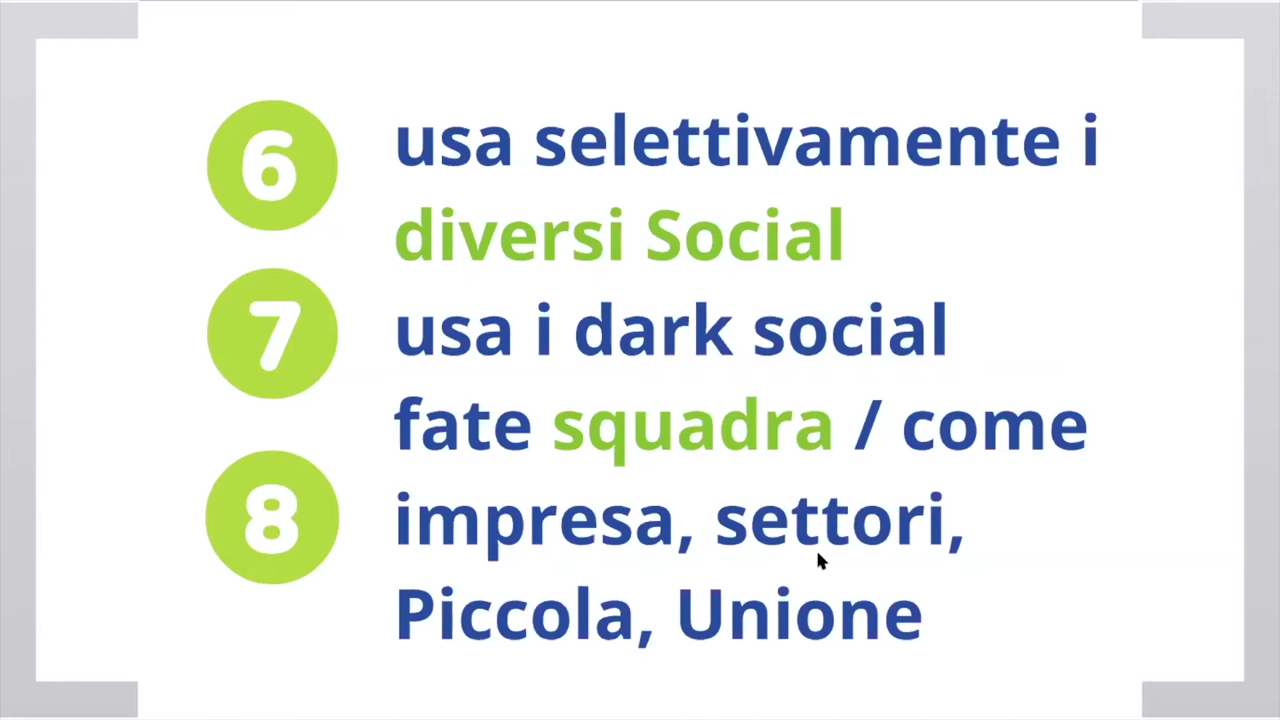 6 usa selettivamente i
diversi Social
7 usa i dark social
fate squadra / come
8 impresa, settori,
Piccola, Unione